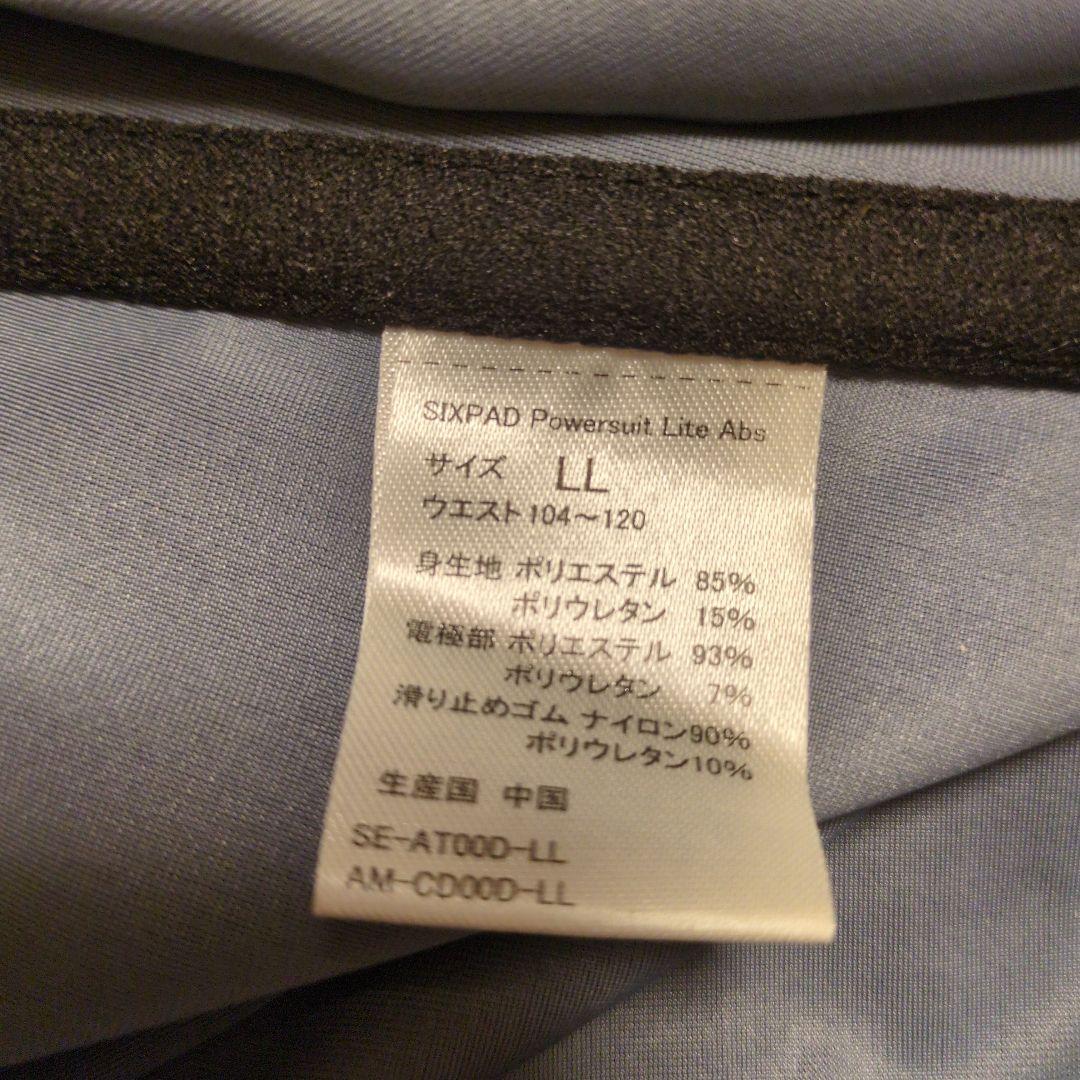 SIXPAD Powersuit Lite Abs
サイズ LL
ウエスト104～120
身生地 ポリエステル 85%
ポリウレタン 15%
電極部 ポリエステル 93%
ポリウレタン 7%
滑り止めゴム ナイロン90%
ポリウレタン10%
生産国 中国
SE-AT00D-LL
AM-CD00D-LL